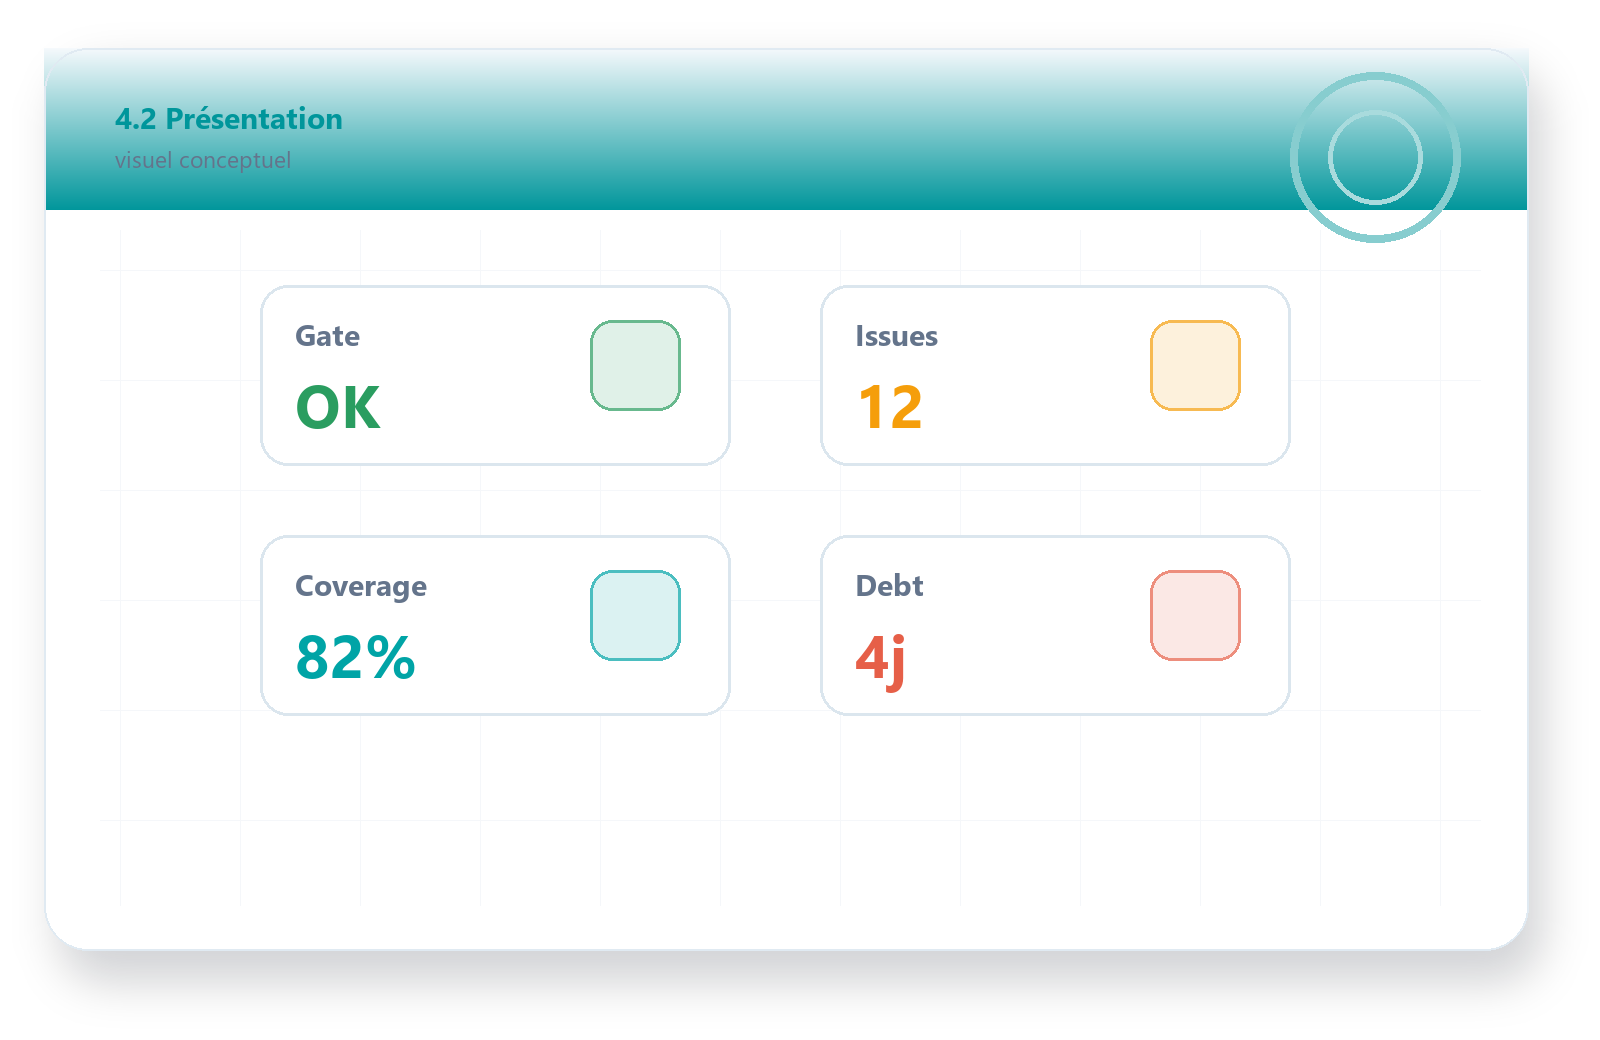 4.2 Présentation
visuel conceptuel
Gate
OK
Issues
12
Coverage
82%
Debt
4j